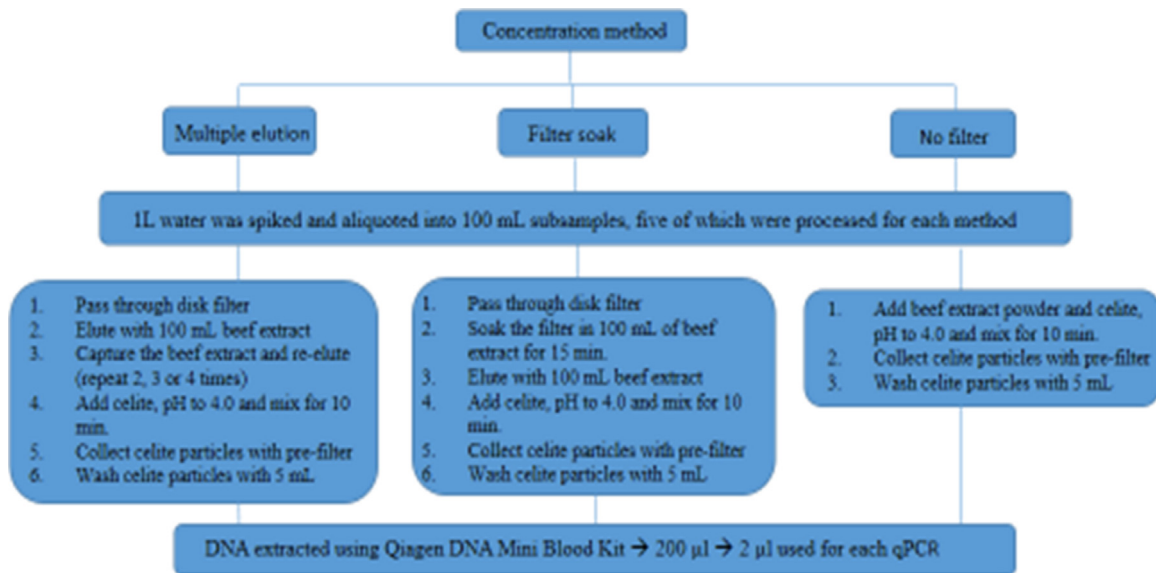 Concentration method
Multiple elution
Filter soak
No filter
1L water was spiked and aliquoted into 100 mL subsamples, five of which were processed for each method
1. Pass through disk filter
2. Elute with 100 mL beef extract
3. Capture the beef extract and re-elute
(repeat 2, 3 or 4 times)
4. Add celite, pH to 4.0 and mix for 10
min.
5. Collect celite particles with pre-filter
6. Wash celite particles with 5 mL
1. Pass through disk filter
2. Soak the filter in 100 mL of beef
extract for 15 min.
3. Elute with 100 mL beef extract
4. Add celite, pH to 4.0 and mix for 10
min.
5. Collect celite particles with pre-filter
6. Wash celite particles with 5 mL
1. Add beef extract powder and celite,
pH to 4.0 and mix for 10 min.
2. Collect celite particles with pre-filter
3. Wash celite particles with 5 mL
DNA extracted using Qiagen DNA Mini Blood Kit → 200 µl → 2 µl used for each qPCR